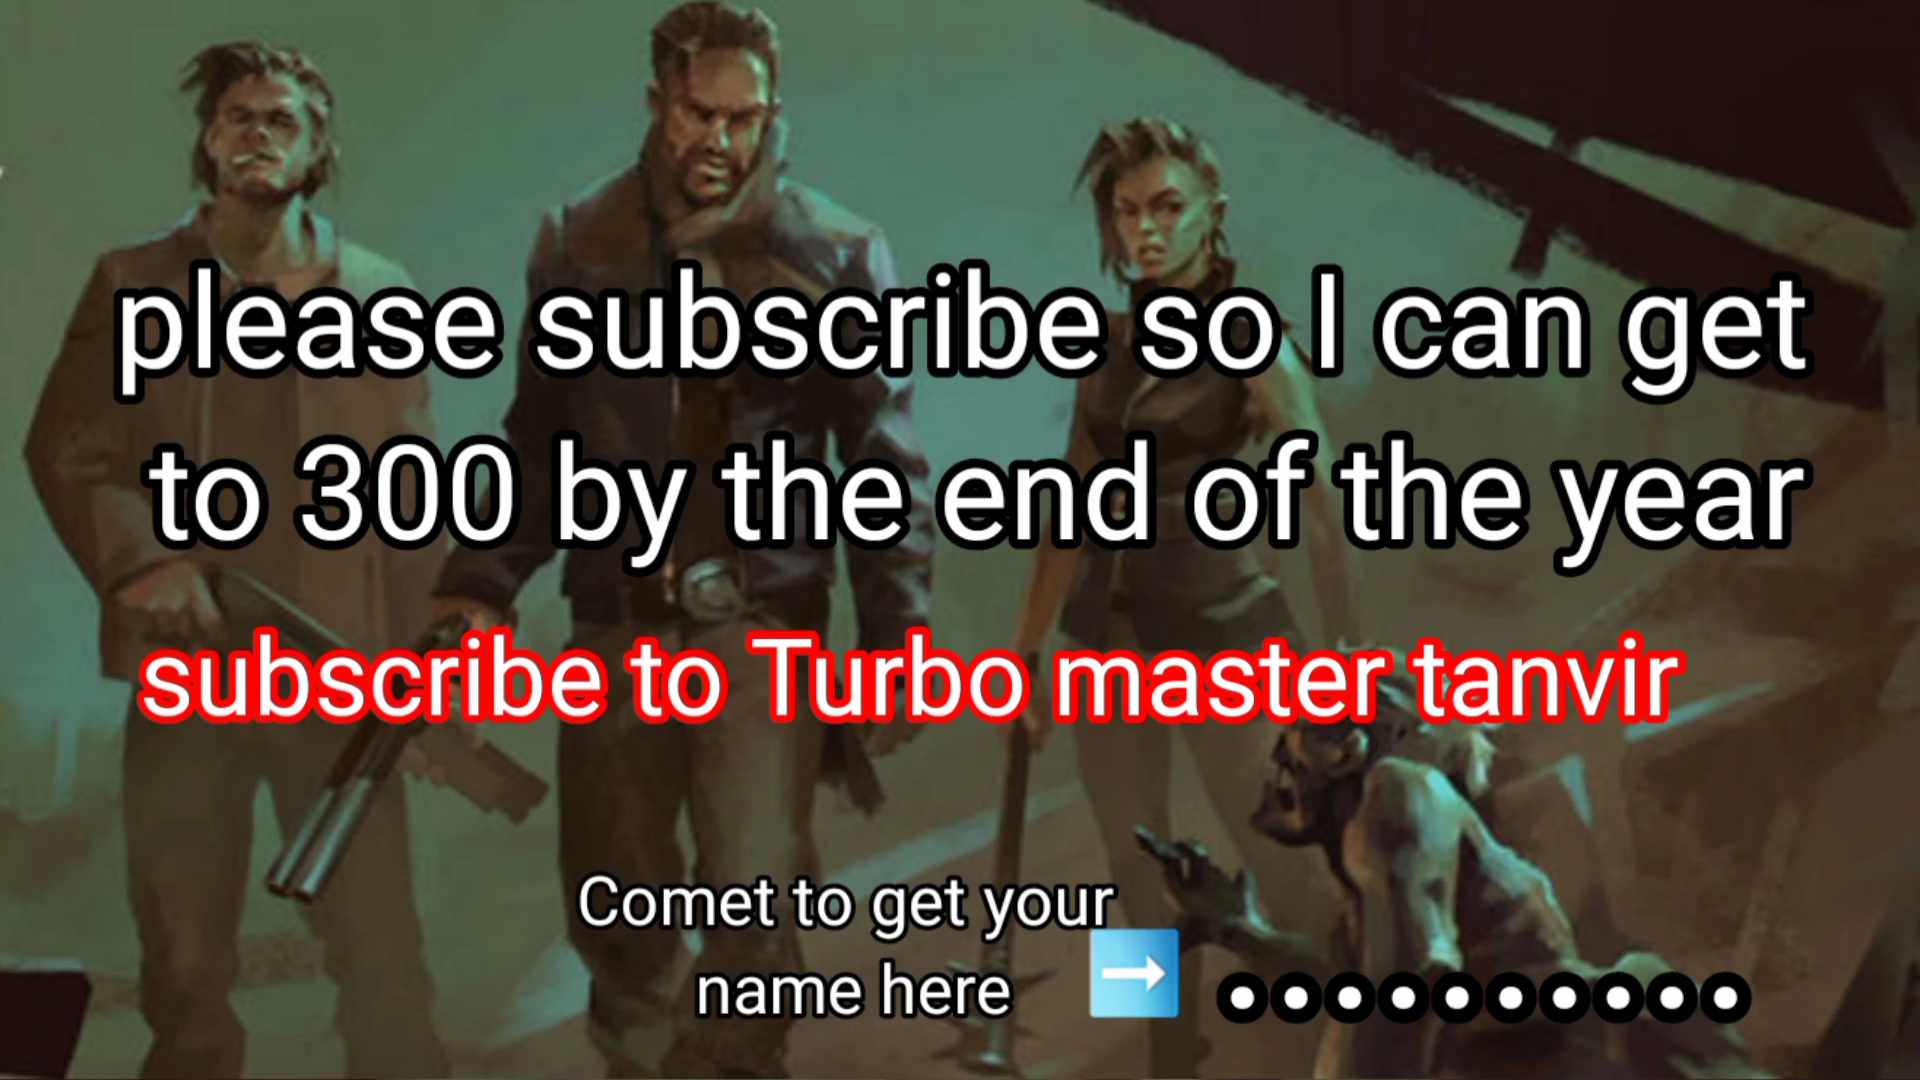 please subscribe so I can get
to 300 by the end of the year
subscribe to Turbo master tanvir
Comet to get your
name here